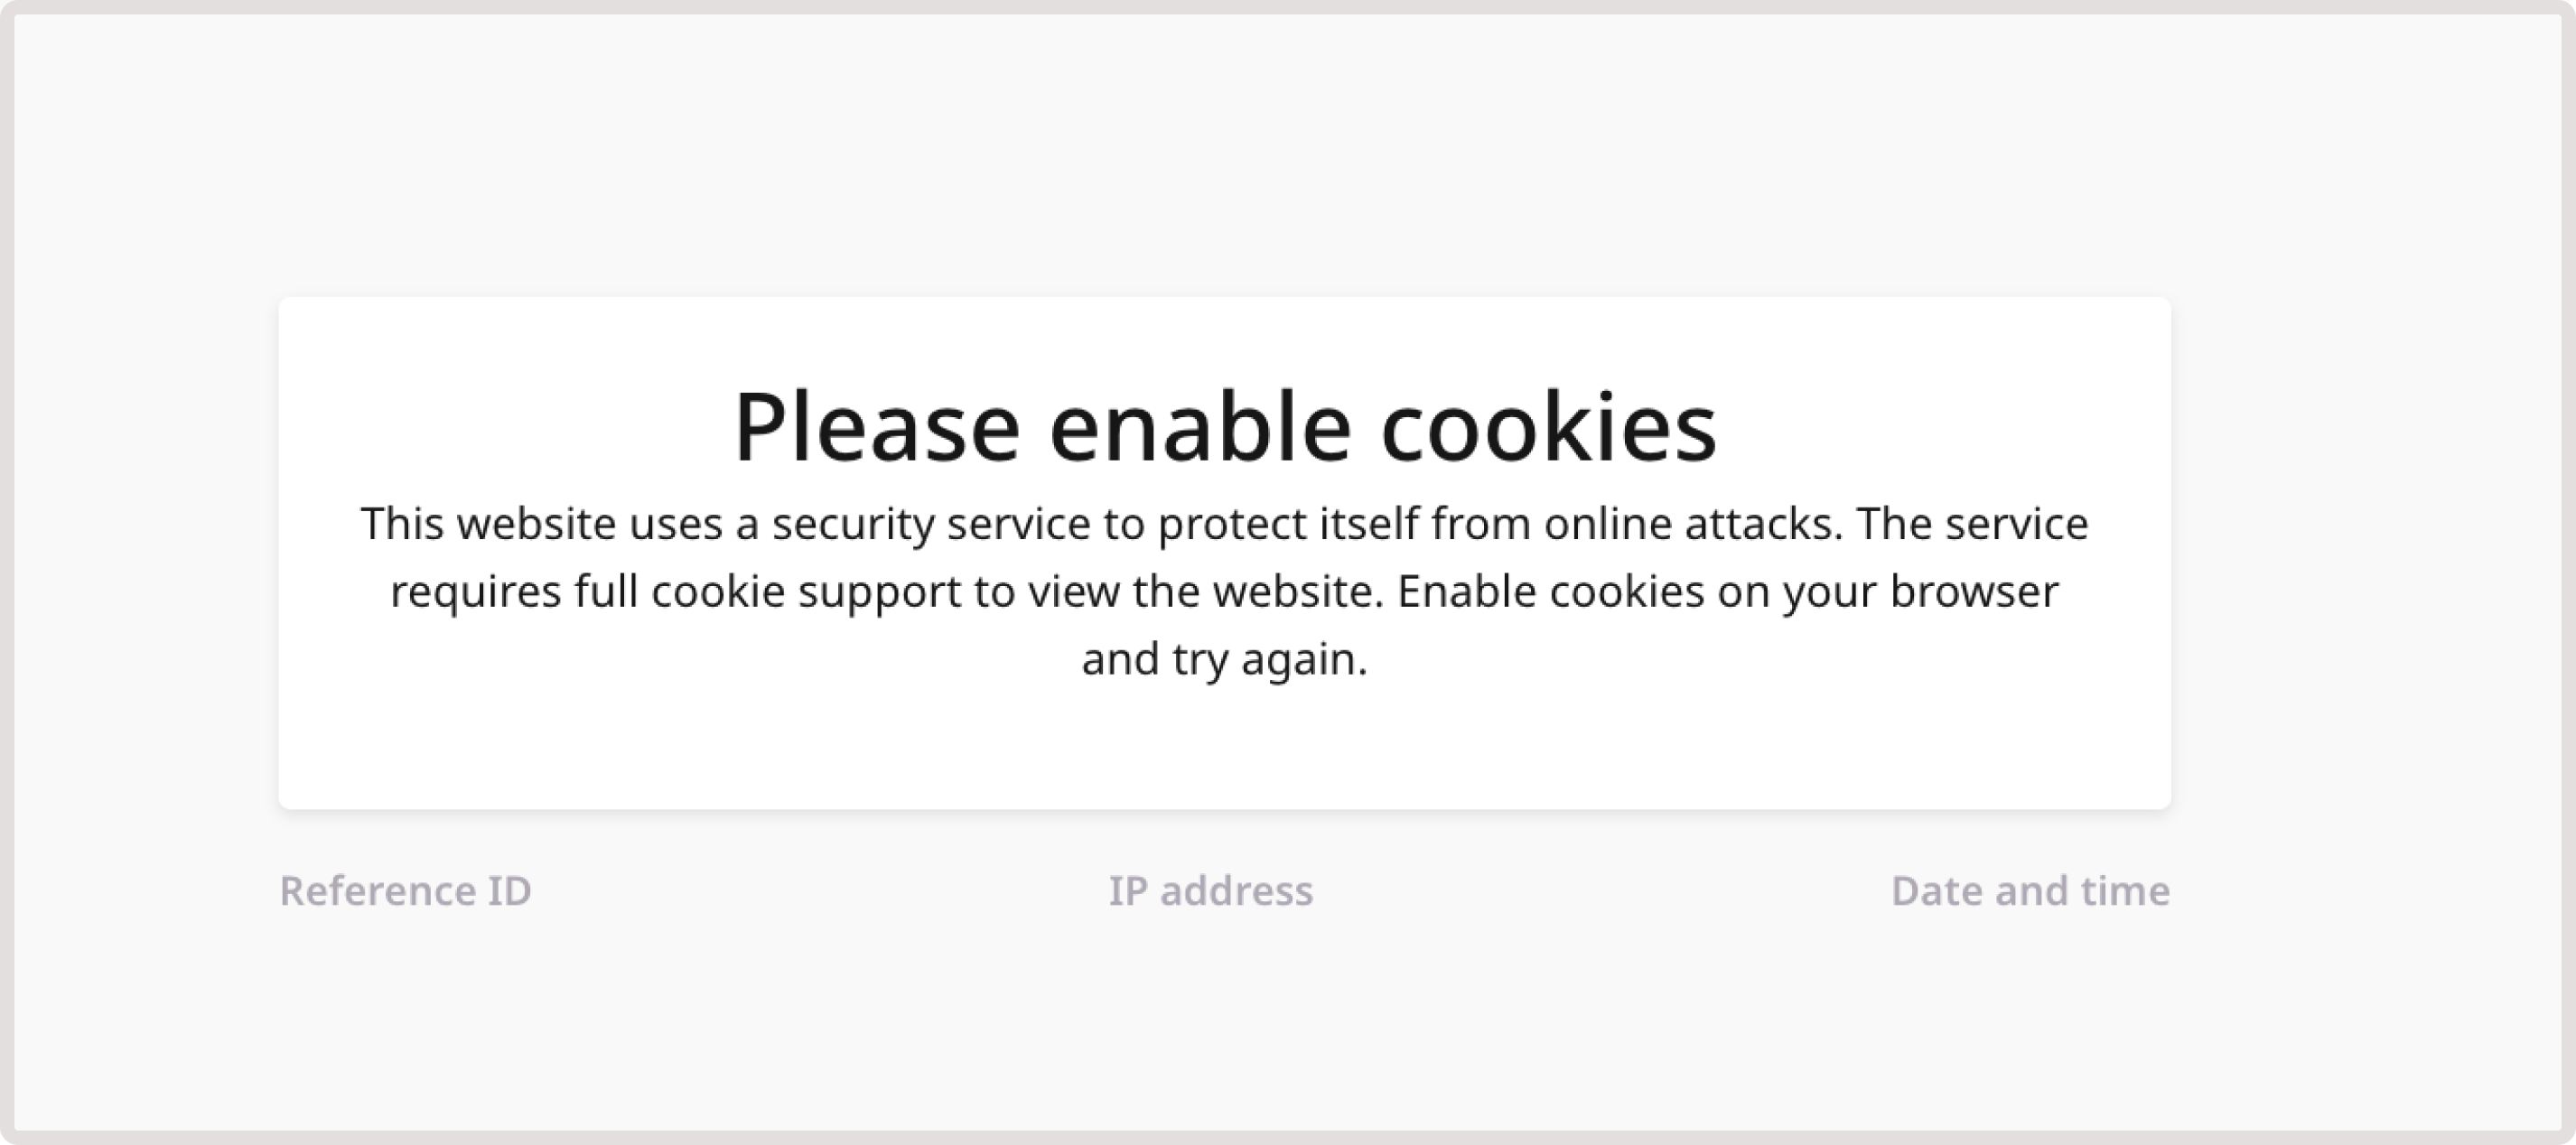 Please enable cookies
This website uses a security service to protect itself from online attacks. The service
requires full cookie support to view the website. Enable cookies on your browser
and try again.
Reference ID IP address Date and time